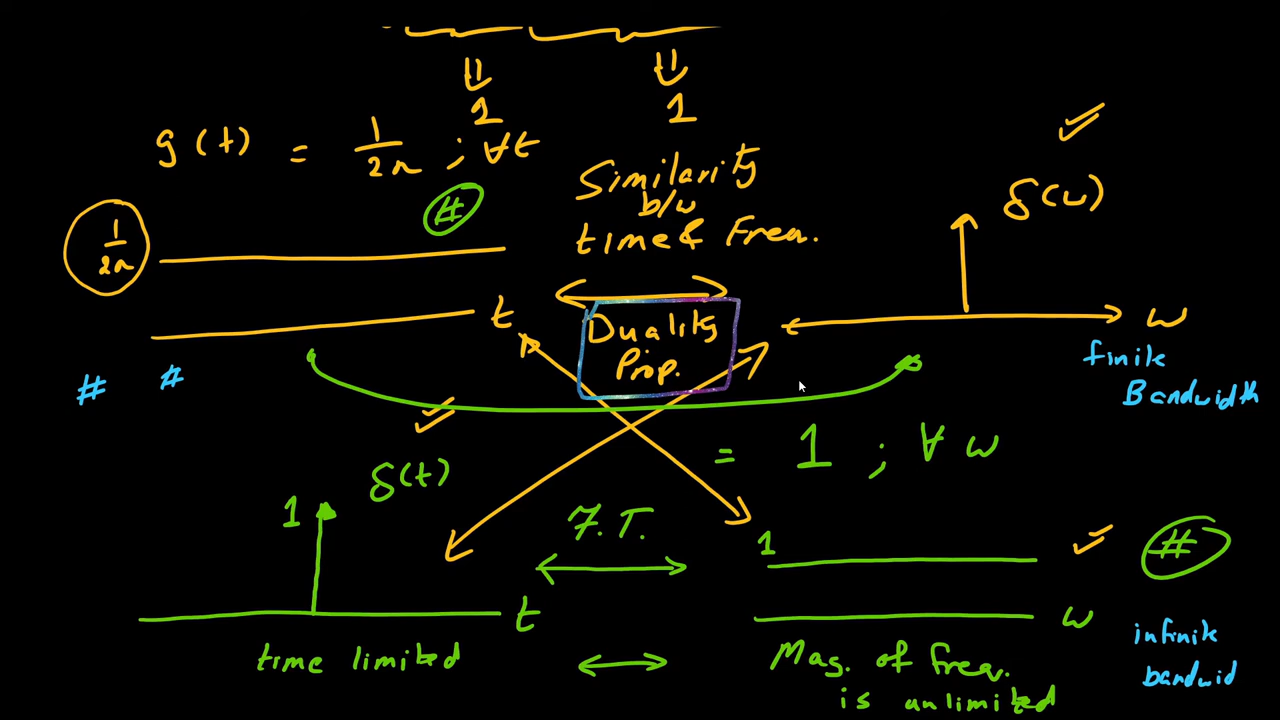 1 1
g(t) = 1/2π ; ∀t
Similarity
b/w
time & Freq.
#
1/2π
δ(ω)
t
Duality
Prop.
ω
finite
Bandwidth
# #
δ(t)
= 1 ; ∀ ω
1
F.T.
1
#
t
ω
time limited
Mag. of freq.
is unlimited
infinite
bandwid